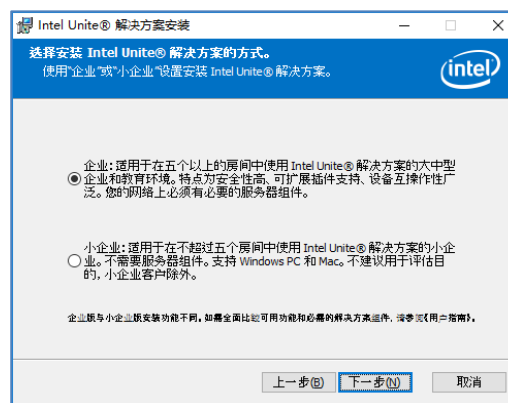 Intel Unite® 解决方案安装
选择安装 Intel Unite® 解决方案的方式。
使用“企业”或“小企业”设置安装 Intel Unite® 解决方案。
intel
企业：适用于在五个以上的房间中使用 Intel Unite® 解决方案的大中型
企业和教育环境。特点为安全性高、可扩展插件支持、设备互操作性广
泛。您的网络上必须有必要的服务器组件。
小企业：适用于在不超过五个房间中使用 Intel Unite® 解决方案的小企
业。不需要服务器组件。支持 Windows PC 和 Mac。不建议用于评估目
的，小企业客户除外。
企业版与小企业版安装功能不同。如需全面比较可用功能和必需的解决方案组件，请参阅《用户指南》。
上一步(B)
下一步(N)
取消